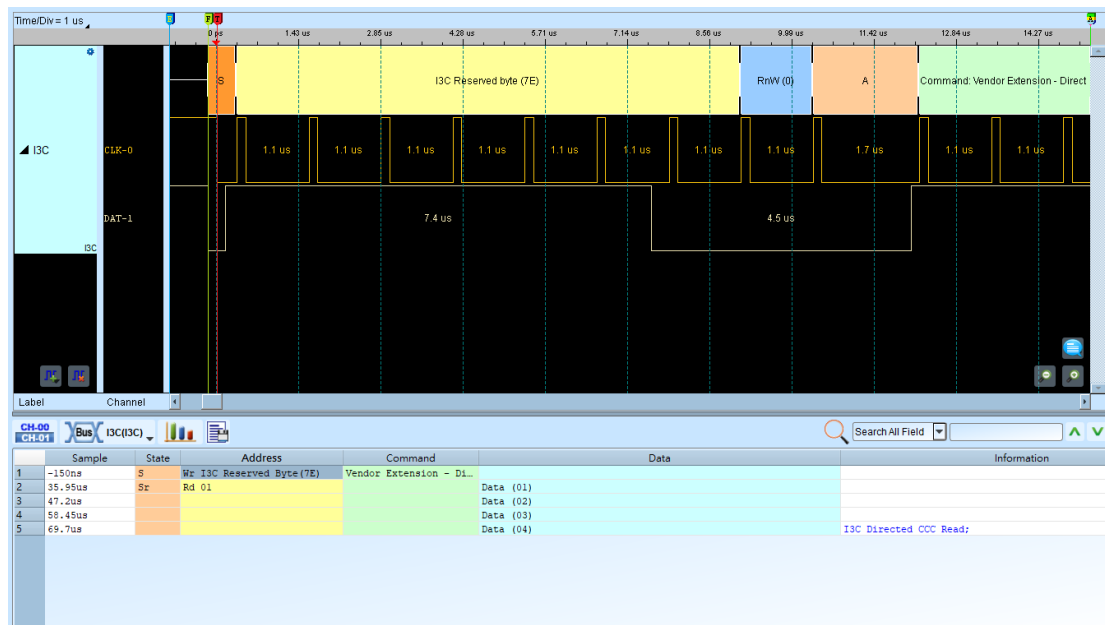 Time/Div = 1 us
0 ps 1.43 us 2.85 us 4.28 us 5.71 us 7.14 us 8.56 us 9.99 us 11.42 us 12.84 us 14.27 us
S I3C Reserved byte (7E) RnW (0) A Command: Vendor Extension - Direct
I3C CLK-0 1.1 us 1.1 us 1.1 us 1.1 us 1.1 us 1.1 us 1.1 us 1.1 us 1.7 us 1.1 us 1.1 us
DAT-1 7.4 us 4.5 us
I3C
Label Channel
CH-00
CH-01 Bus I3C(I3C) Search All Field
Sample State Address Command Data Information
1 -150ns S Wr I3C Reserved Byte(7E) Vendor Extension - Di…
2 35.95us Sr Rd 01 Data (01)
3 47.2us Data (02)
4 58.45us Data (03)
5 69.7us Data (04) I3C Directed CCC Read;